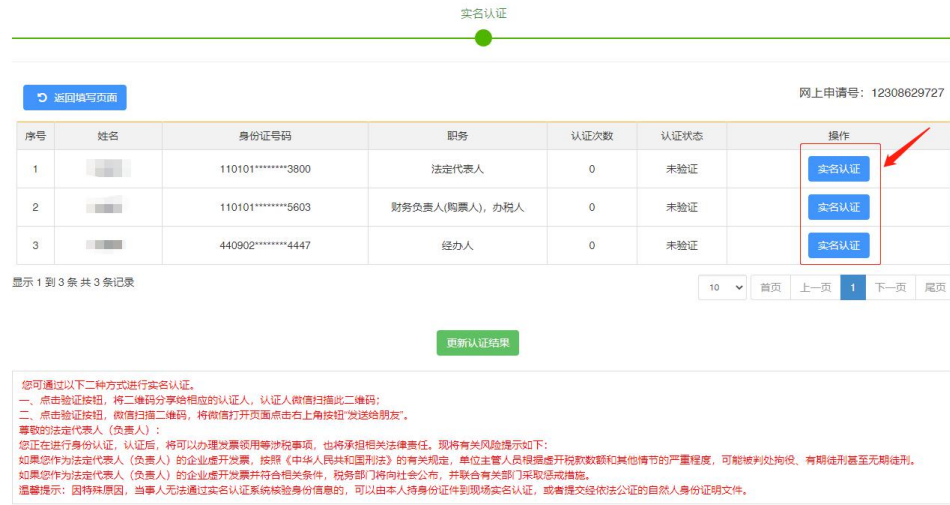 实名认证
返回填写页面
网上申请号：12308629727
序号 姓名 身份证号码 职务 认证次数 认证状态 操作
1 110101********3800 法定代表人 0 未验证 实名认证
2 110101********5603 财务负责人(购票人)，办税人 0 未验证 实名认证
3 440902********4447 经办人 0 未验证 实名认证
显示 1 到 3 条 共 3 条记录
10 首页 上一页 1 下一页 尾页
更新认证结果
您可通过以下二种方式进行实名认证。
一、点击验证按钮，将二维码分享给相应的认证人，认证人微信扫描此二维码；
二、点击验证按钮，微信扫描二维码，将微信打开页面点击右上角按钮“发送给朋友”。
尊敬的法定代表人（负责人）：
您正在进行身份认证，认证后，将可以办理发票领用等涉税事项，也将承担相关法律责任。现将有关风险提示如下：
如果您作为法定代表人（负责人）的企业虚开发票，按照《中华人民共和国刑法》的有关规定，单位主管人员根据虚开税款数额和其他情节的严重程度，可能被判处拘役、有期徒刑甚至无期徒刑。
如果您作为法定代表人（负责人）的企业虚开发票并符合相关条件，税务部门将向社会公布，并联合有关部门采取惩戒措施。
温馨提示：因特殊原因，当事人无法通过实名认证系统核验身份信息的，可以由本人持身份证件到现场实名认证，或者提交经依法公证的自然人身份证明文件。